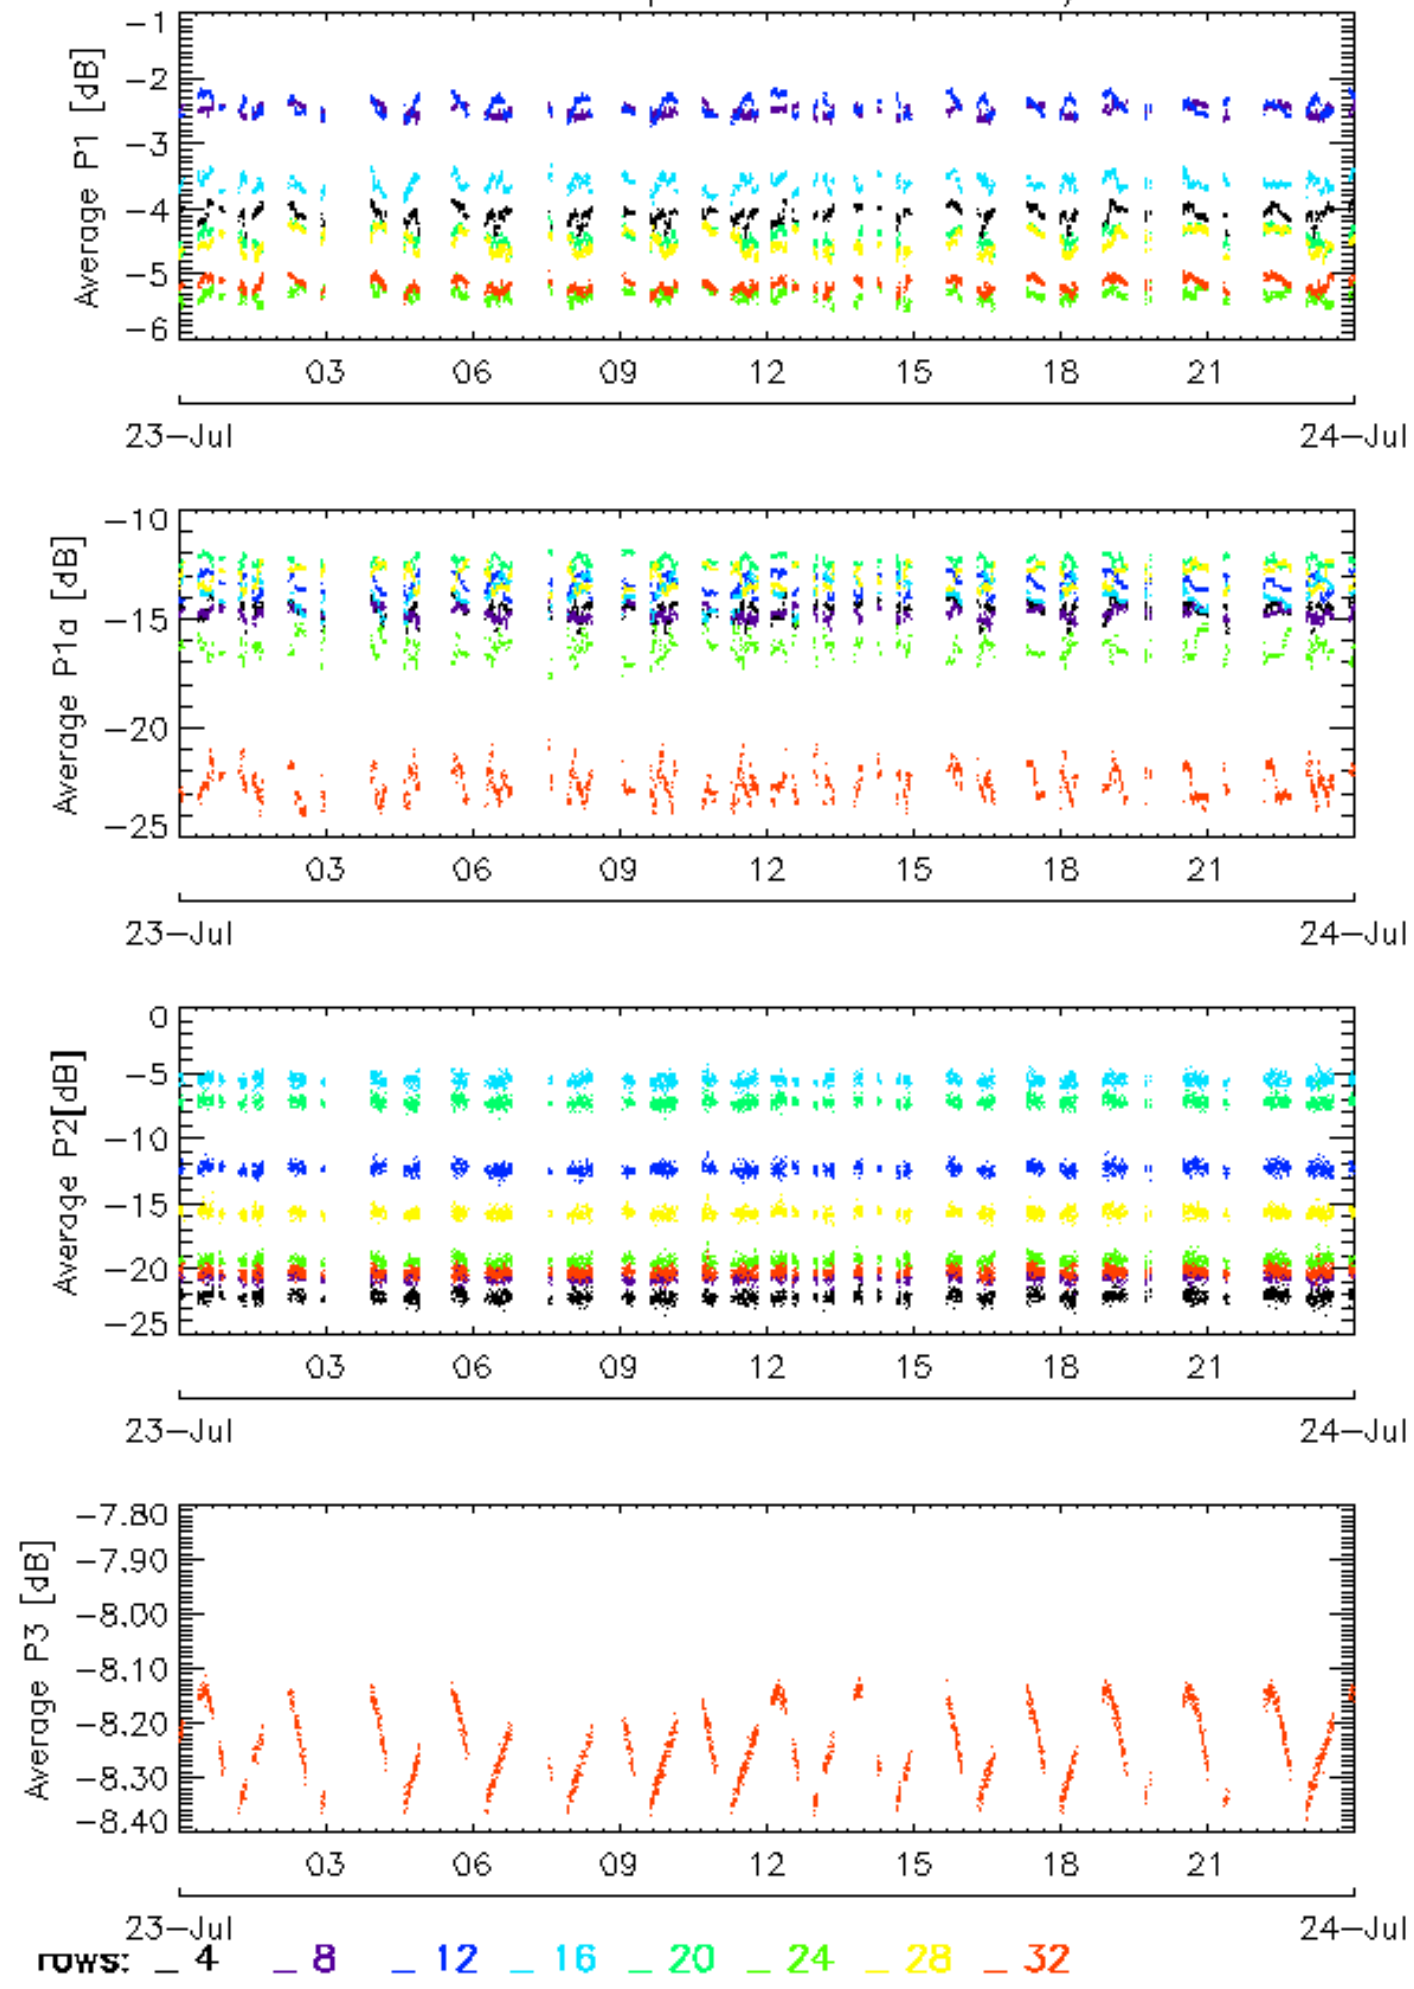 -1
-2
-3
-4
-5
-6
Average P1 [dB]
03 06 09 12 15 18 21
23-Jul 24-Jul
-10
-15
-20
-25
Average P1a [dB]
03 06 09 12 15 18 21
23-Jul 24-Jul
0
-5
-10
-15
-20
-25
Average P2[dB]
03 06 09 12 15 18 21
23-Jul 24-Jul
-7.80
-7.90
-8.00
-8.10
-8.20
-8.30
-8.40
Average P3 [dB]
03 06 09 12 15 18 21
23-Jul 24-Jul
rows: _ 4 _ 8 _ 12 _ 16 _ 20 _ 24 _ 28 _ 32